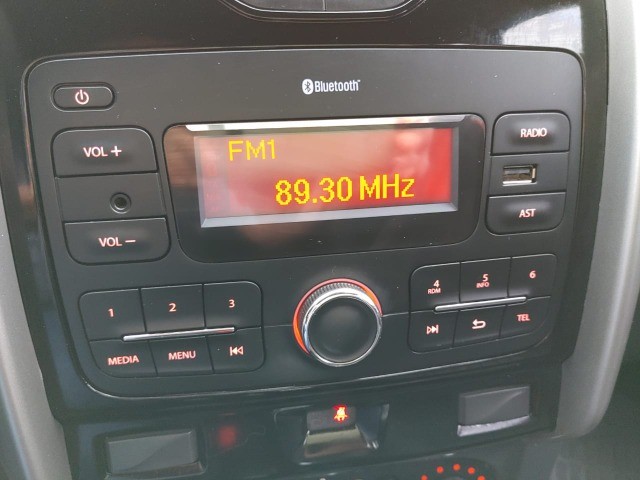 Bluetooth
VOL +
VOL –
FM1
89.30 MHz
RADIO
AST
1
2
3
MEDIA
MENU
4
RDM
5
INFO
6
TEL